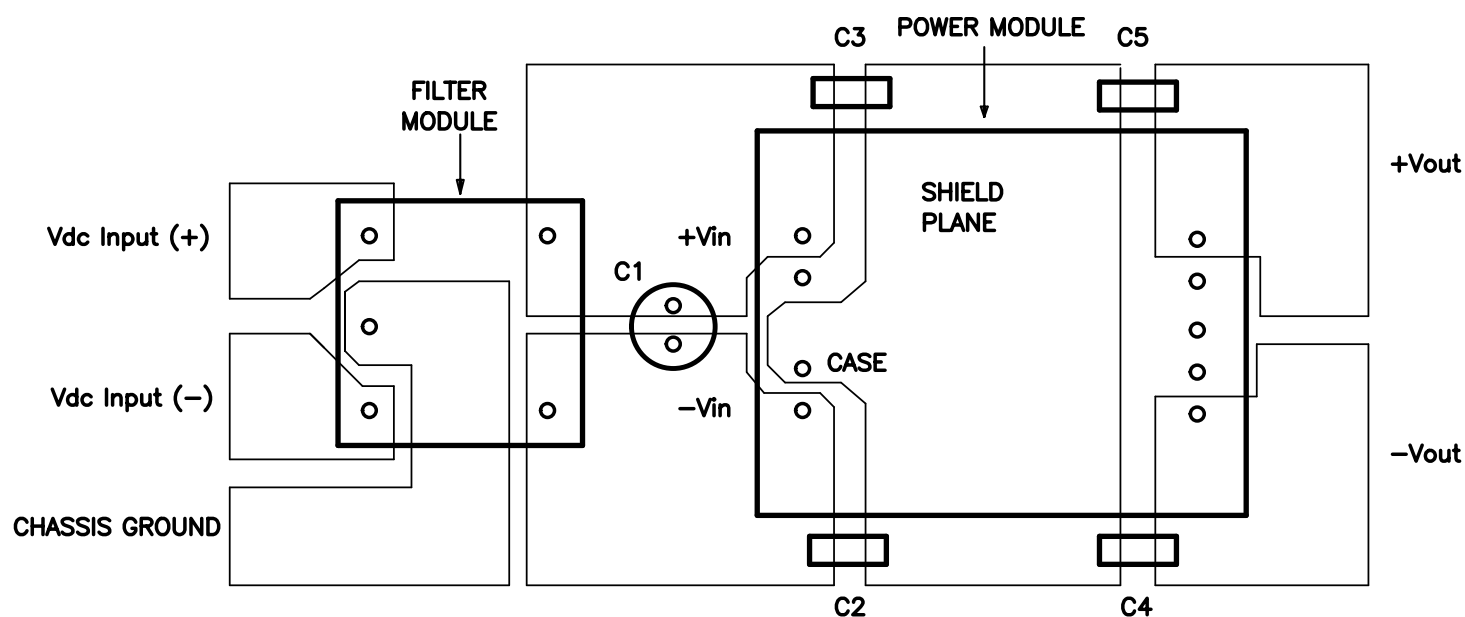 POWER MODULE
C3
C5
FILTER
MODULE
+Vout
SHIELD
PLANE
Vdc Input (+)
+Vin
C1
CASE
Vdc Input (−)
−Vin
−Vout
CHASSIS GROUND
C2
C4